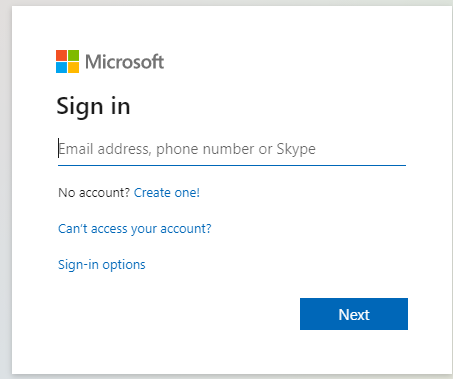 Microsoft
Sign in
Email address, phone number or Skype
No account? Create one!
Can't access your account?
Sign-in options
Next